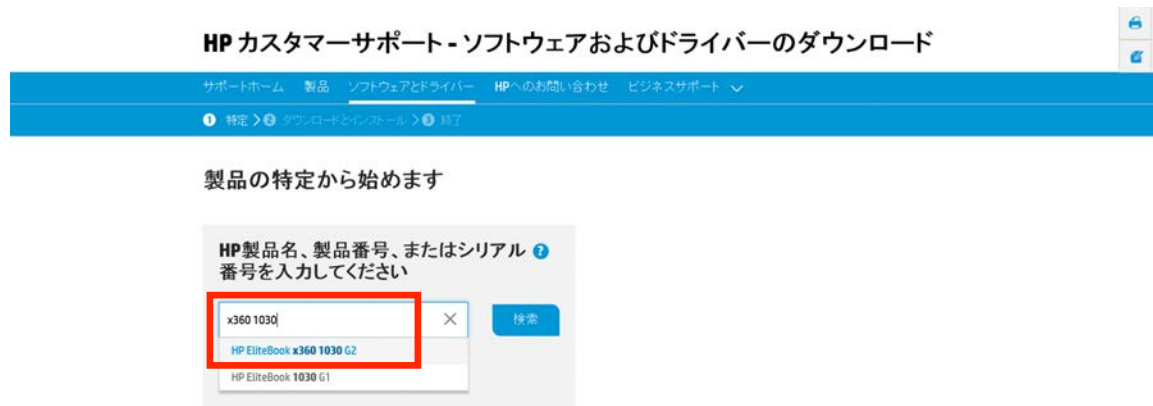 HP カスタマーサポート - ソフトウェアおよびドライバーのダウンロード
サポートホーム 製品 ソフトウェアとドライバー HPへのお問い合わせ ビジネスサポート
1 特定 > 2 ダウンロードとインストール > 3 終了
製品の特定から始めます
HP製品名、製品番号、またはシリアル ?
番号を入力してください
x360 1030
検索
HP EliteBook x360 1030 G2
HP EliteBook 1030 G1